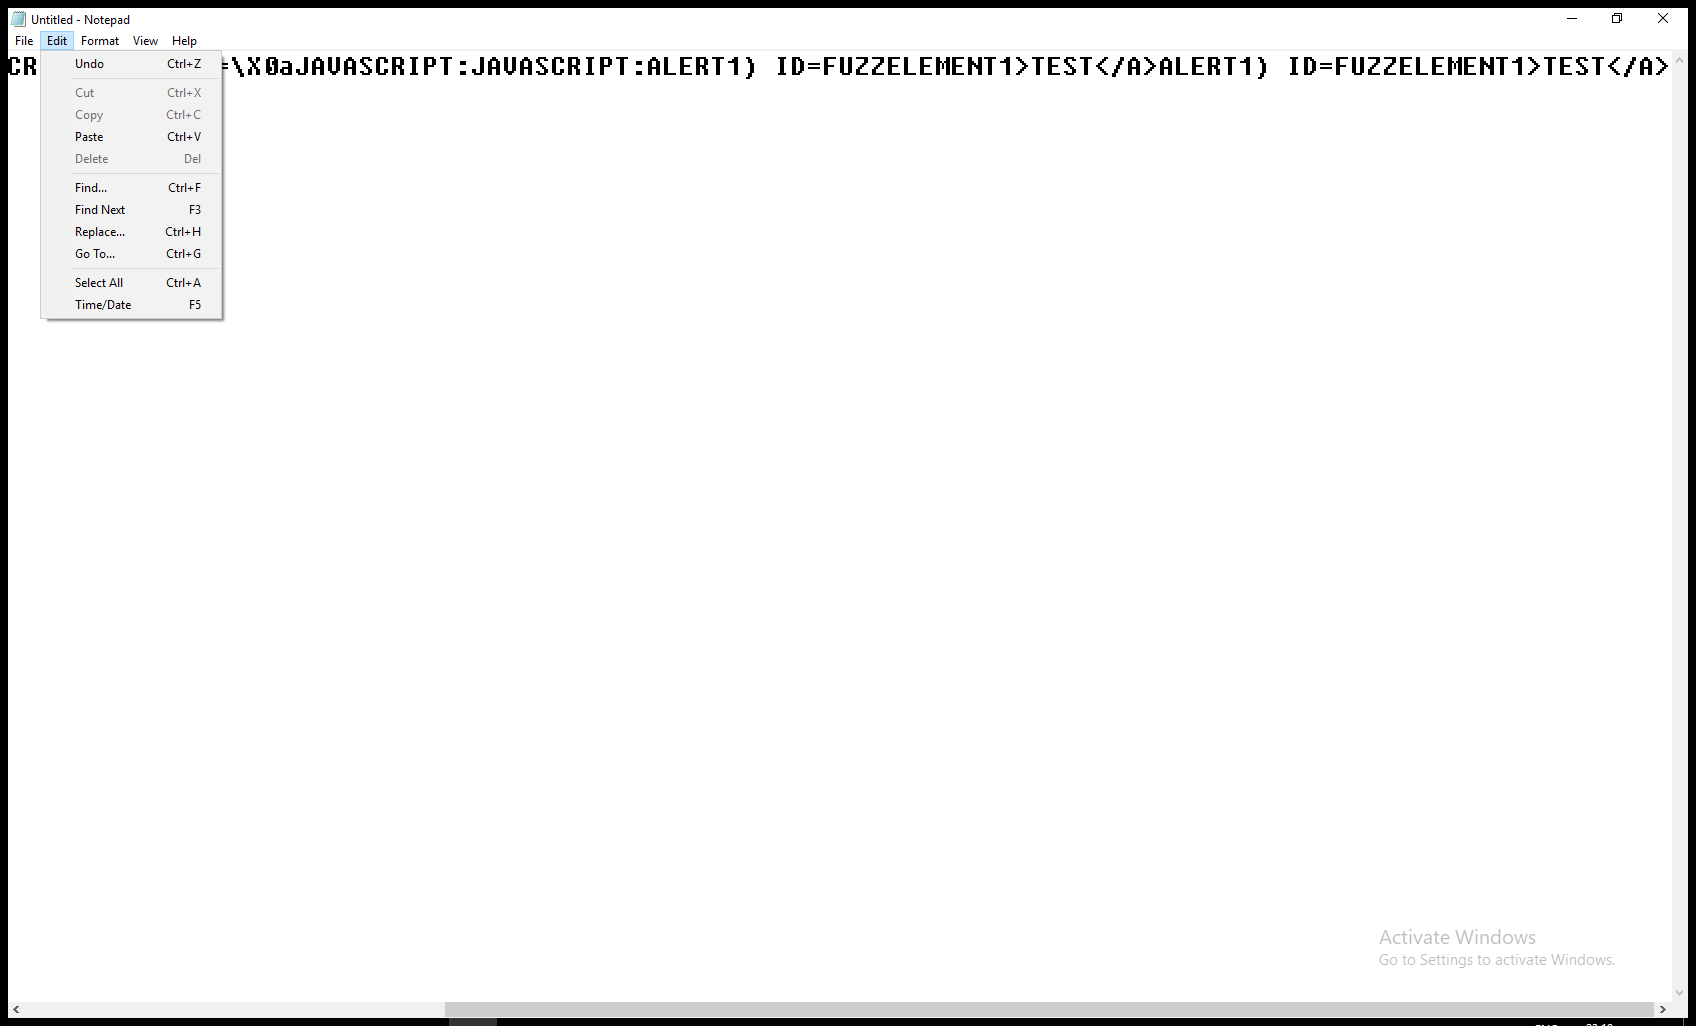 Untitled - Notepad
File Edit Format View Help
CR =\X0aJAVASCRIPT:JAVASCRIPT:ALERT1) ID=FUZZELEMENT1>TEST</A>ALERT1) ID=FUZZELEMENT1>TEST</A>
Undo Ctrl+Z
Cut Ctrl+X
Copy Ctrl+C
Paste Ctrl+V
Delete Del
Find... Ctrl+F
Find Next F3
Replace... Ctrl+H
Go To... Ctrl+G
Select All Ctrl+A
Time/Date F5
Activate Windows
Go to Settings to activate Windows.